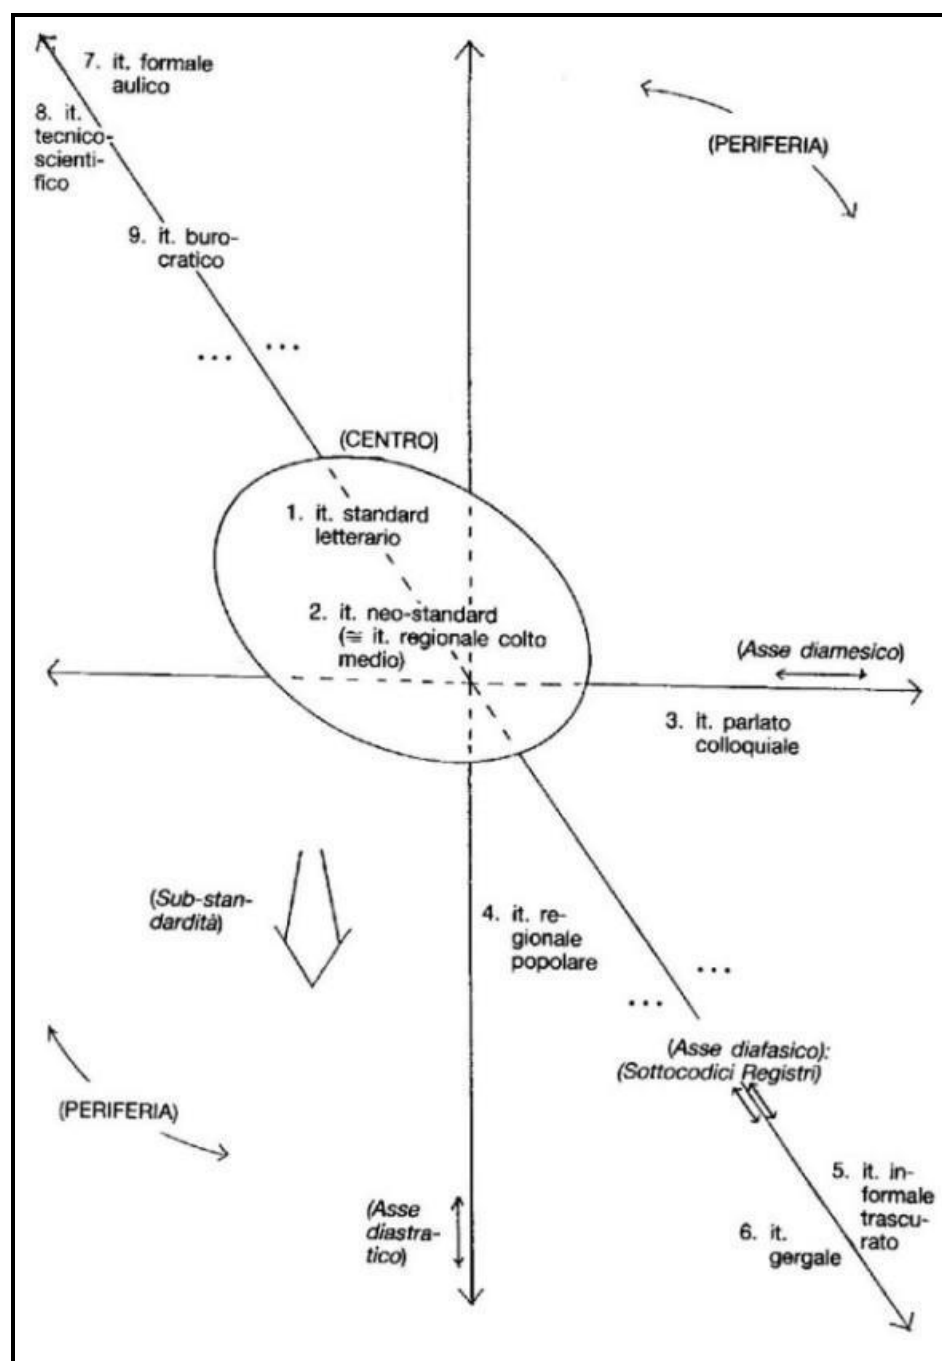 7. it. formale
aulico
8. it.
tecnico-
scienti-
fico
(PERIFERIA)
9. it. buro-
cratico
... ...
(CENTRO)
1. it. standard
letterario
2. it. neo-standard
(≅ it. regionale colto
medio)
(Asse diamesico)
3. it. parlato
colloquiale
(Sub-stan-
dardità)
4. it. re-
gionale
popolare
... ...
(Asse diafasico):
(Sottocodici Registri)
(PERIFERIA)
5. it. in-
formale
trascu-
rato
6. it.
gergale
(Asse
diastra-
tico)